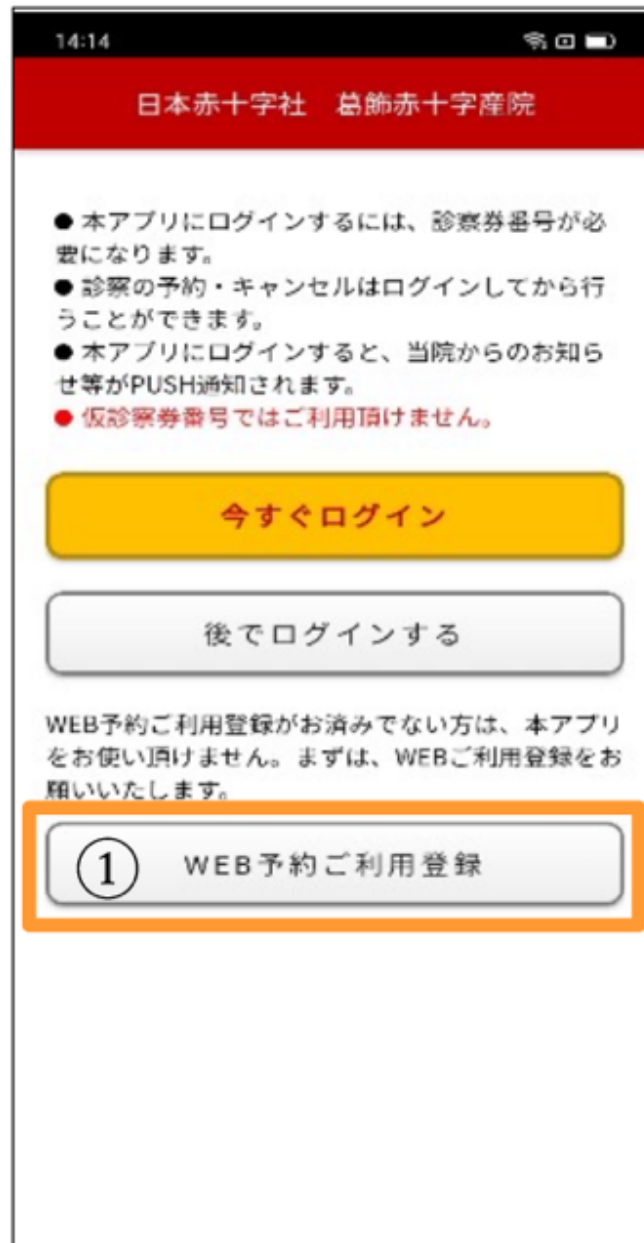 14:14
日本赤十字社　葛飾赤十字産院
● 本アプリにログインするには、診察券番号が必
要になります。
● 診察の予約・キャンセルはログインしてから行
うことができます。
● 本アプリにログインすると、当院からのお知ら
せ等がPUSH通知されます。
● 仮診察券番号ではご利用頂けません。
今すぐログイン
後でログインする
WEB予約ご利用登録がお済みでない方は、本アプリ
をお使い頂けません。まずは、WEBご利用登録をお
願いいたします。
① WEB予約ご利用登録